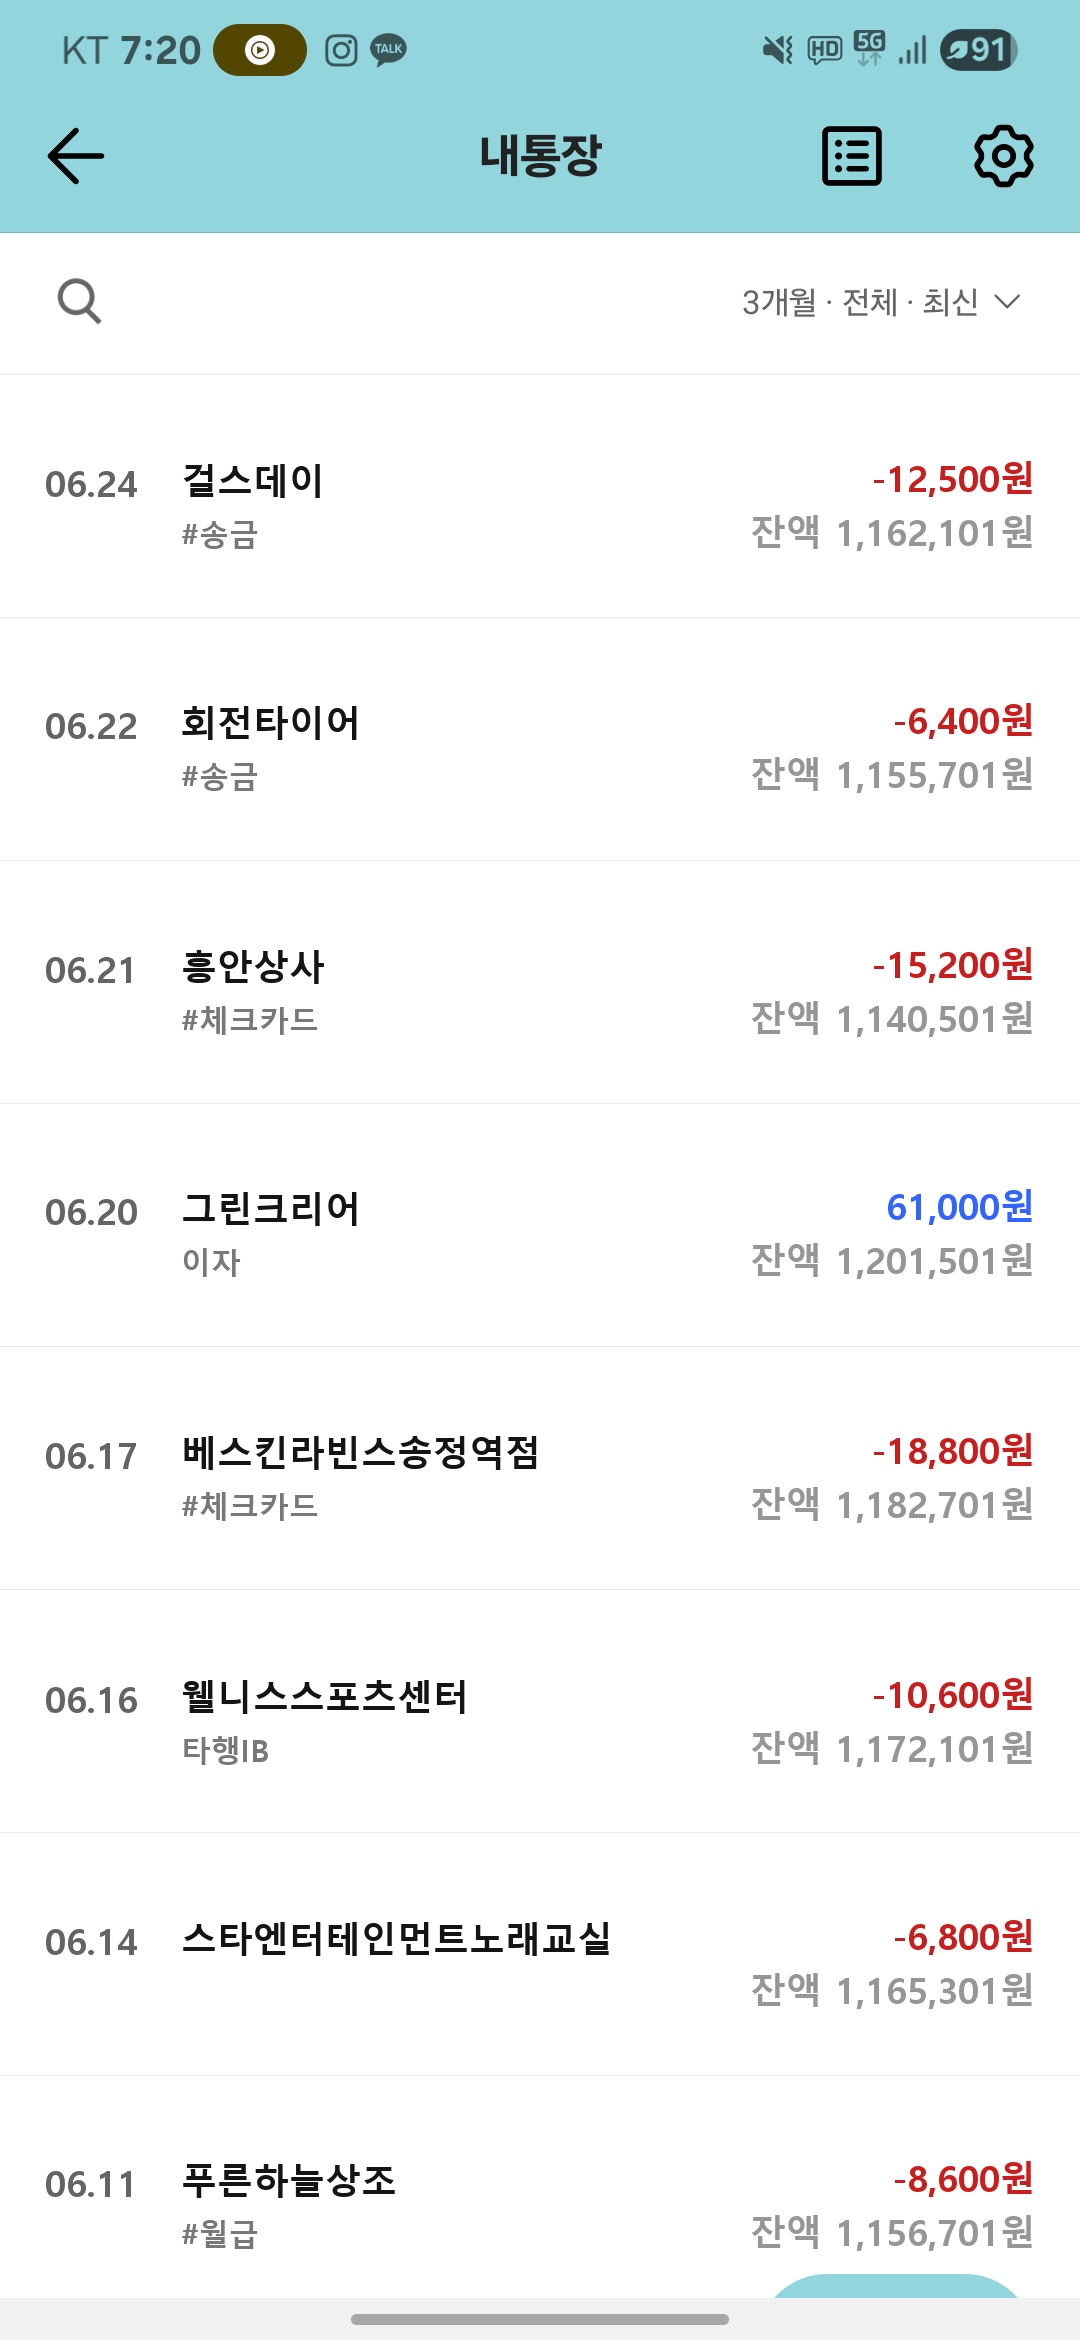 KT 7:20 TALK HD 5G 91
내통장
3개월 · 전체 · 최신
06.24 걸스데이 -12,500원
#송금 잔액 1,162,101원
06.22 회전타이어 -6,400원
#송금 잔액 1,155,701원
06.21 흥안상사 -15,200원
#체크카드 잔액 1,140,501원
06.20 그린크리어 61,000원
이자 잔액 1,201,501원
06.17 베스킨라빈스송정역점 -18,800원
#체크카드 잔액 1,182,701원
06.16 웰니스스포츠센터 -10,600원
타행IB 잔액 1,172,101원
06.14 스타엔터테인먼트노래교실 -6,800원
잔액 1,165,301원
06.11 푸른하늘상조 -8,600원
#월급 잔액 1,156,701원